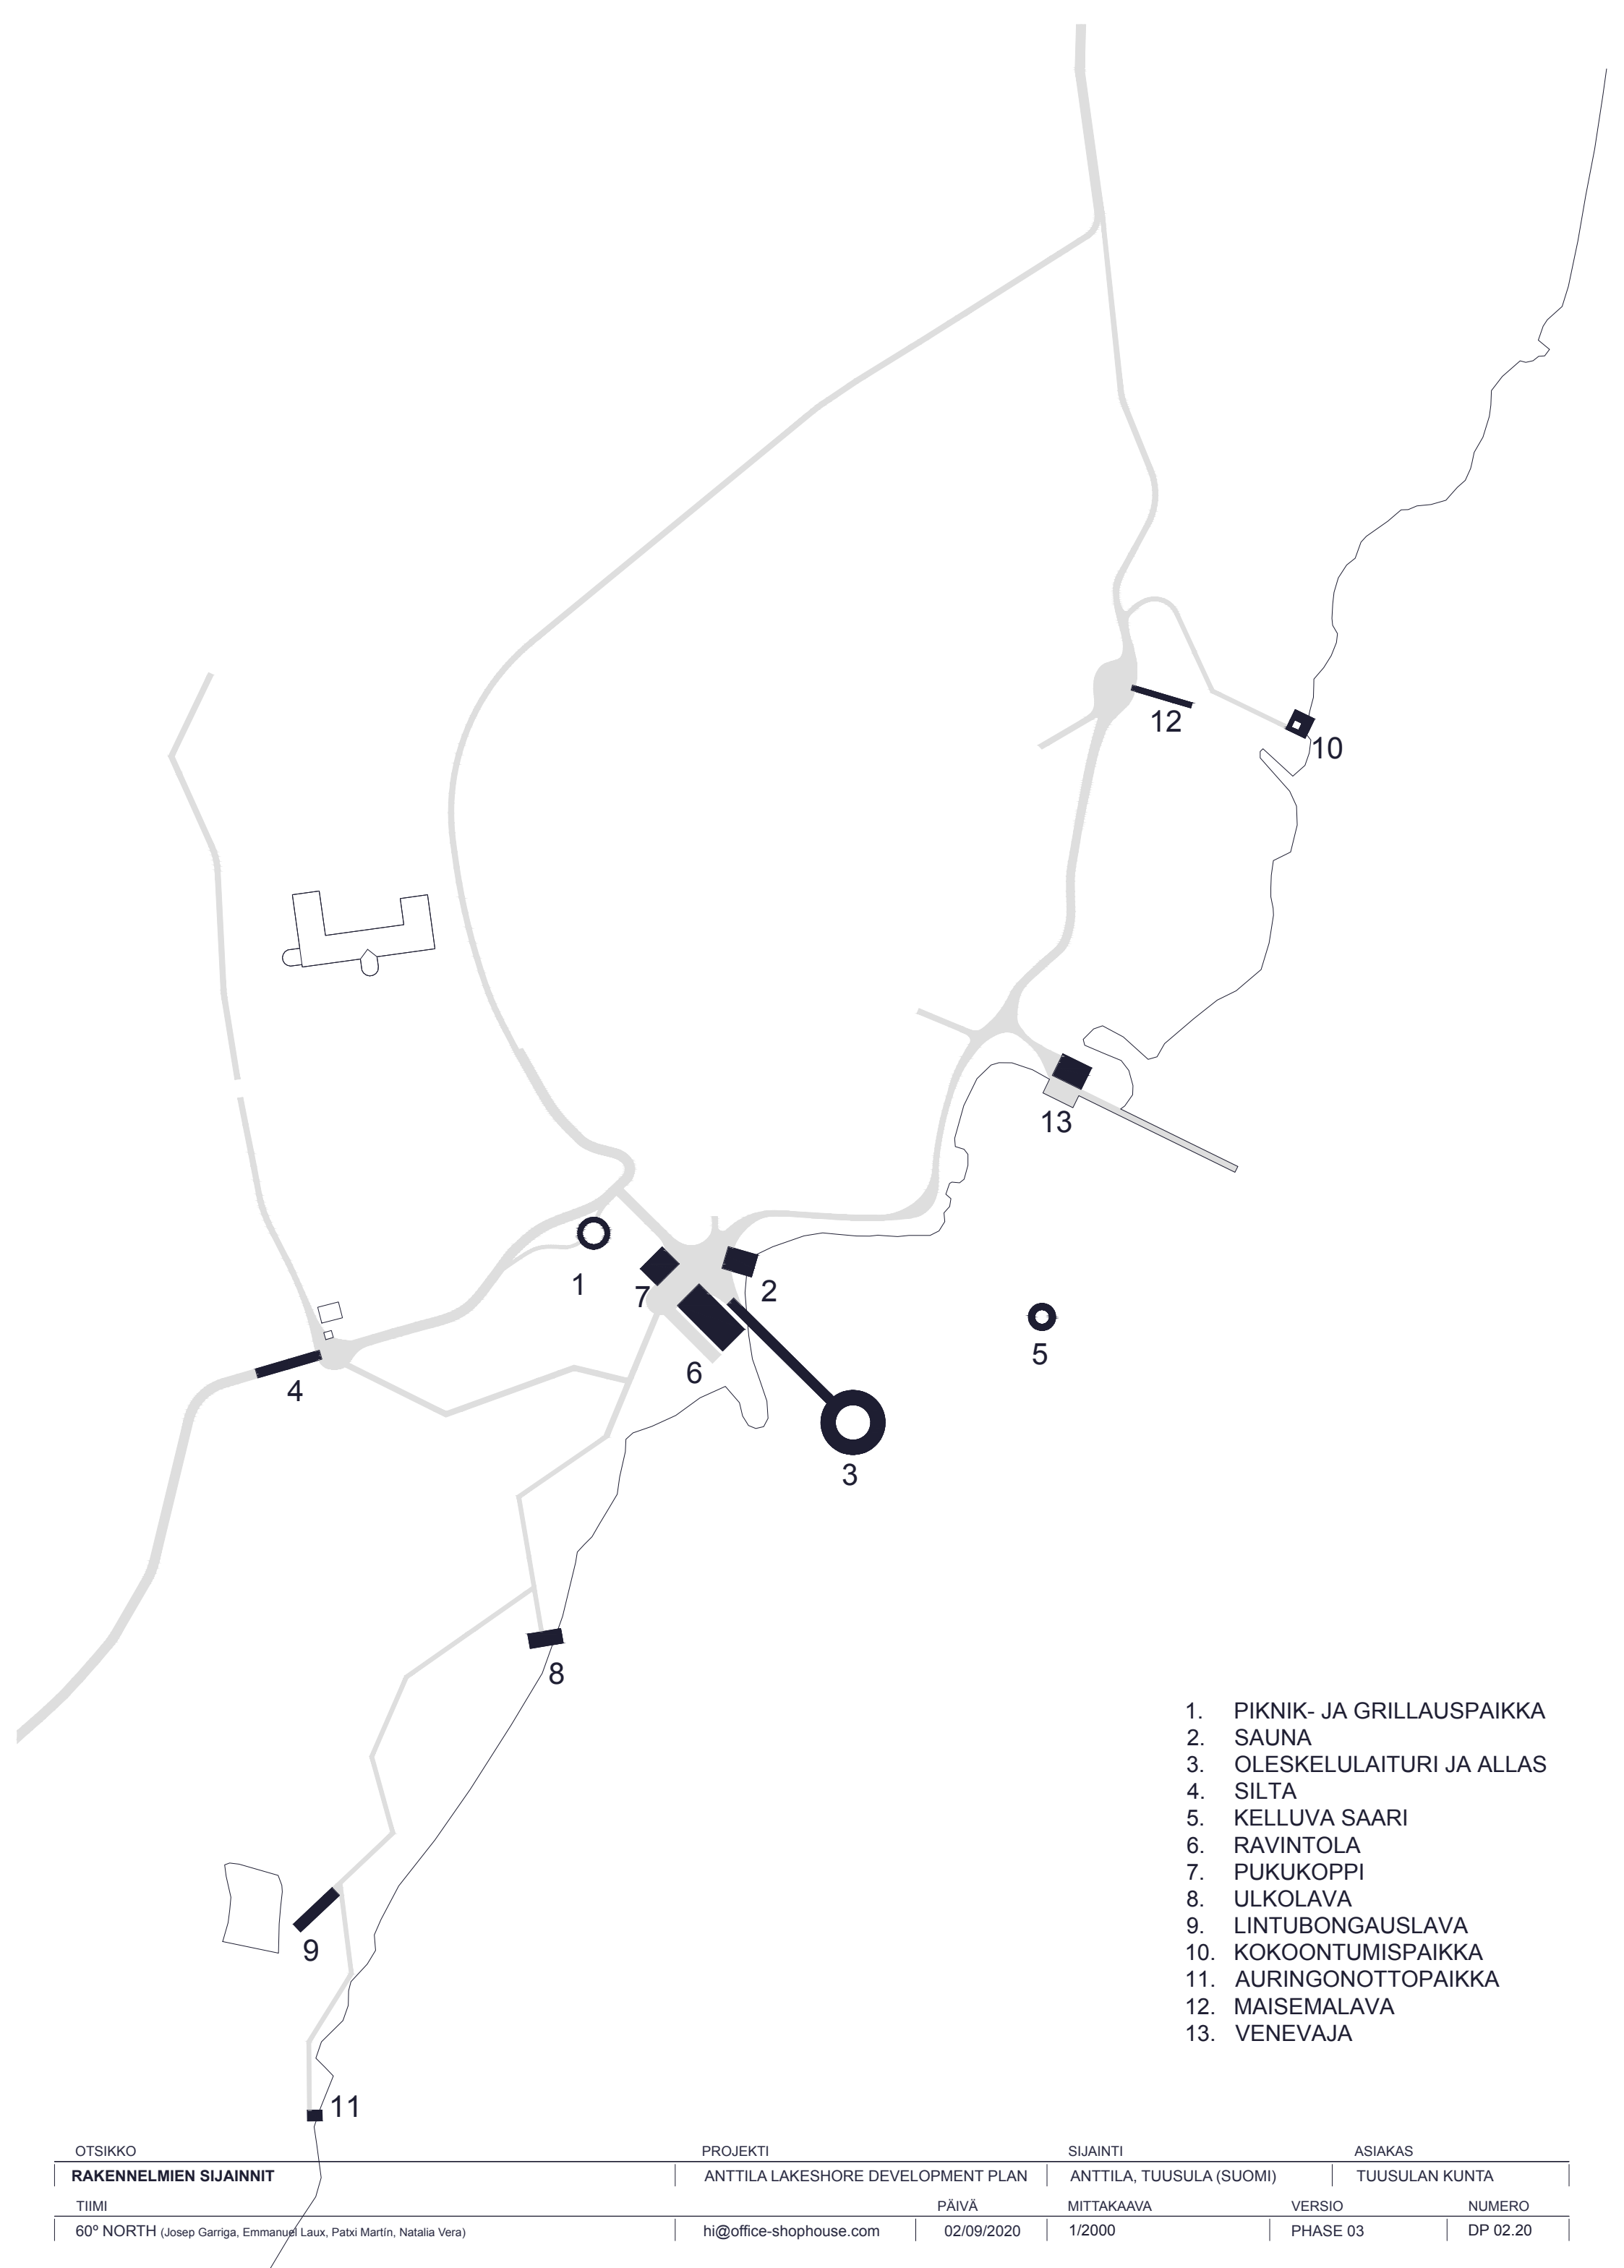 12
10
13
1
7
2
5
6
4
3
8
1. PIKNIK- JA GRILLAUSPAIKKA
2. SAUNA
3. OLESKELULAITURI JA ALLAS
4. SILTA
5. KELLUVA SAARI
6. RAVINTOLA
7. PUKUKOPPI
8. ULKOLAVA
9. LINTUBONGAUSLAVA
10. KOKOONTUMISPAIKKA
11. AURINGONOTTOPAIKKA
12. MAISEMALAVA
13. VENEVAJA
9
11
OTSIKKO PROJEKTI SIJAINTI ASIAKAS
RAKENNELMIEN SIJAINNIT ANTTILA LAKESHORE DEVELOPMENT PLAN ANTTILA, TUUSULA (SUOMI) TUUSULAN KUNTA
TIIMI PÄIVÄ MITTAKAAVA VERSIO NUMERO
60º NORTH (Josep Garriga, Emmanuel Laux, Patxi Martín, Natalia Vera) hi@office-shophouse.com 02/09/2020 1/2000 PHASE 03 DP 02.20